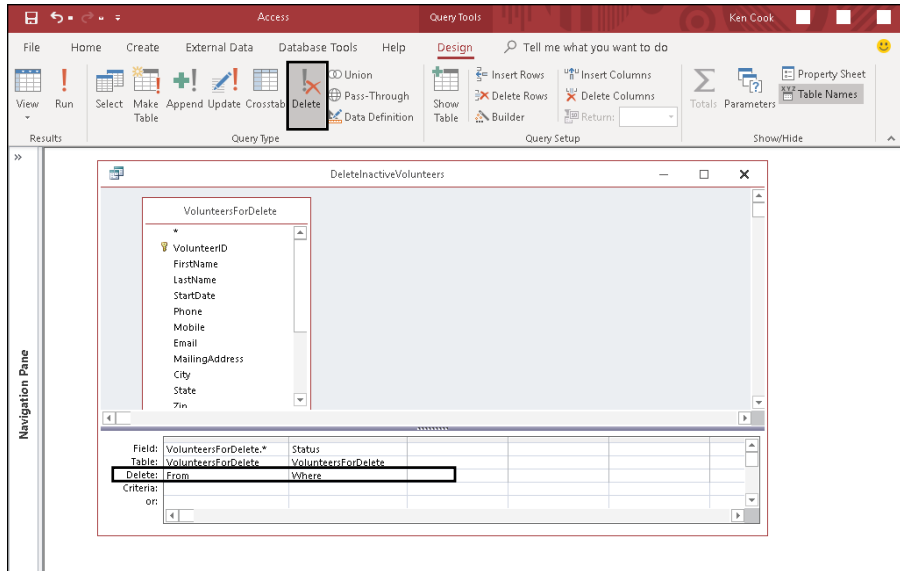 Access Query Tools Ken Cook
File Home Create External Data Database Tools Help Design Tell me what you want to do
View Run Select Make Table Append Update Crosstab Delete
Union
Pass-Through
Data Definition
Show Table
Insert Rows
Delete Rows
Builder
Insert Columns
Delete Columns
Return:
Totals Parameters
Property Sheet
XYZ Table Names
Results Query Type Query Setup Show/Hide
»
Navigation Pane
DeleteInactiveVolunteers
VolunteersForDelete
*
VolunteerID
FirstName
LastName
StartDate
Phone
Mobile
Email
MailingAddress
City
State
Zip
Field: VolunteersForDelete.* Status
Table: VolunteersForDelete VolunteersForDelete
Delete: From Where
Criteria:
or: